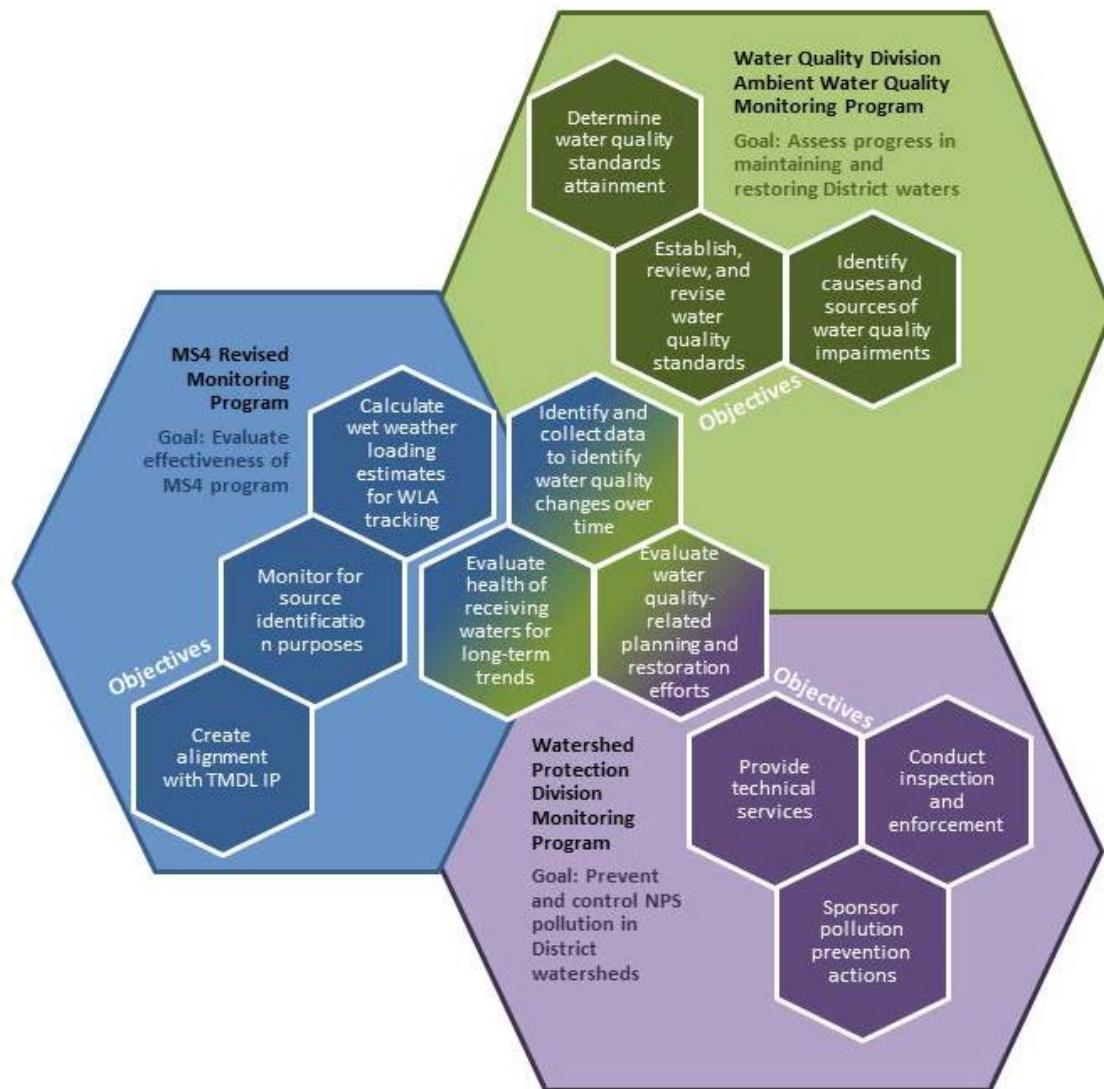 Water Quality Division
Ambient Water Quality
Monitoring Program
Goal: Assess progress in
maintaining and
restoring District waters
Determine
water quality
standards
attainment
Establish,
review, and
revise
water
quality
standards
Identify
causes and
sources of
water quality
impairments
Objectives
MS4 Revised
Monitoring
Program
Goal: Evaluate
effectiveness of
MS4 program
Calculate
wet weather
loading
estimates
for WLA
tracking
Identify and
collect data
to identify
water quality
changes over
time
Monitor for
source
identificatio
n purposes
Evaluate
health of
receiving
waters for
long-term
trends
Evaluate
water
quality-
related
planning and
restoration
efforts
Objectives
Create
alignment
with TMDL IP
Objectives
Watershed
Protection
Division
Monitoring
Program
Goal: Prevent
and control NPS
pollution in
District
watersheds
Provide
technical
services
Conduct
inspection
and
enforcement
Sponsor
pollution
prevention
actions